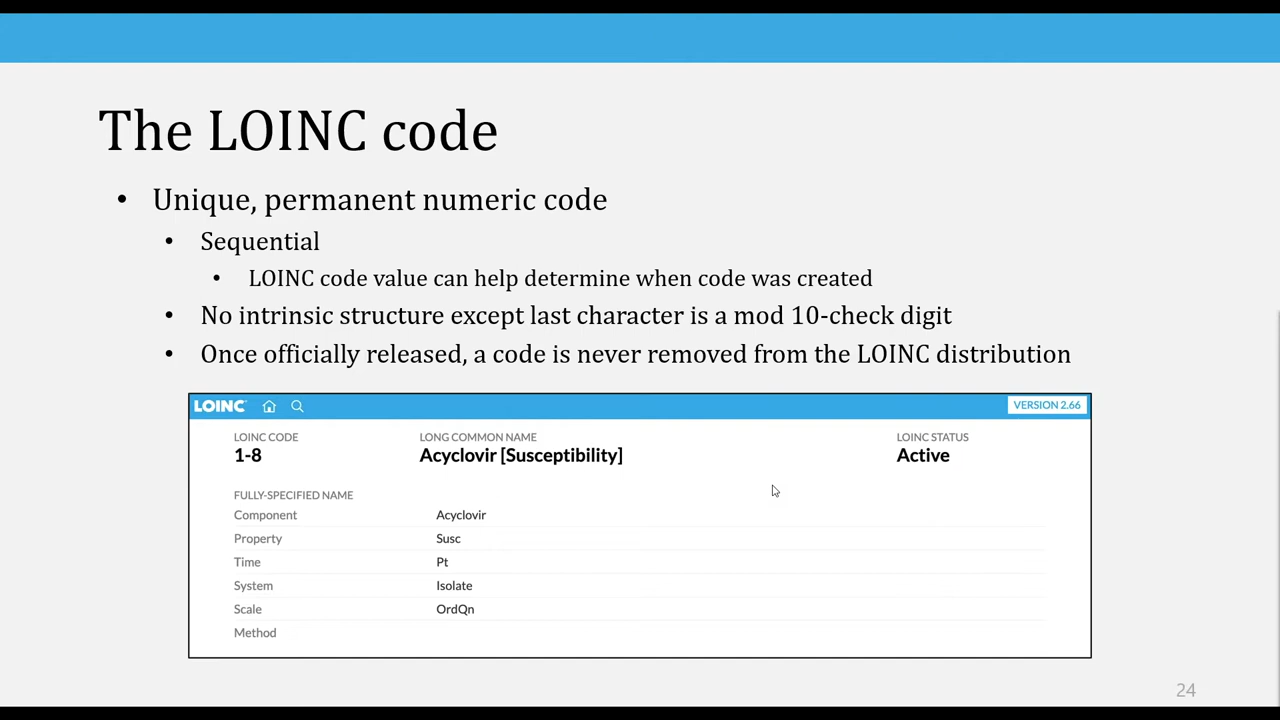 The LOINC code
• Unique, permanent numeric code
• Sequential
• LOINC code value can help determine when code was created
• No intrinsic structure except last character is a mod 10-check digit
• Once officially released, a code is never removed from the LOINC distribution
LOINC VERSION 2.66
LOINC CODE LONG COMMON NAME LOINC STATUS
1-8 Acyclovir [Susceptibility] Active
FULLY-SPECIFIED NAME
Component Acyclovir
Property Susc
Time Pt
System Isolate
Scale OrdQn
Method
24